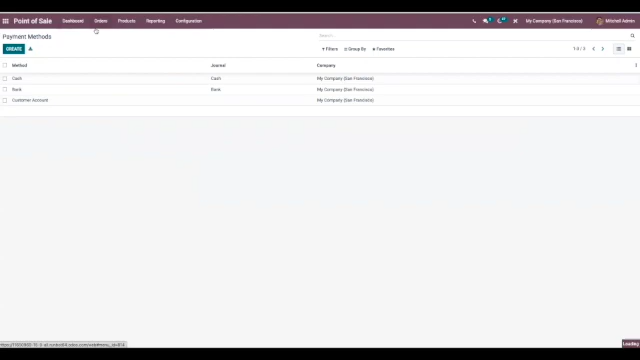 Point of Sale Dashboard Orders Products Reporting Configuration My Company (San Francisco) Mitchell Admin
Payment Methods Search...
CREATE Filters Group By Favorites 1-3 / 3
Method Journal Company
Cash Cash My Company (San Francisco)
Bank Bank My Company (San Francisco)
Customer Account My Company (San Francisco)
Loading